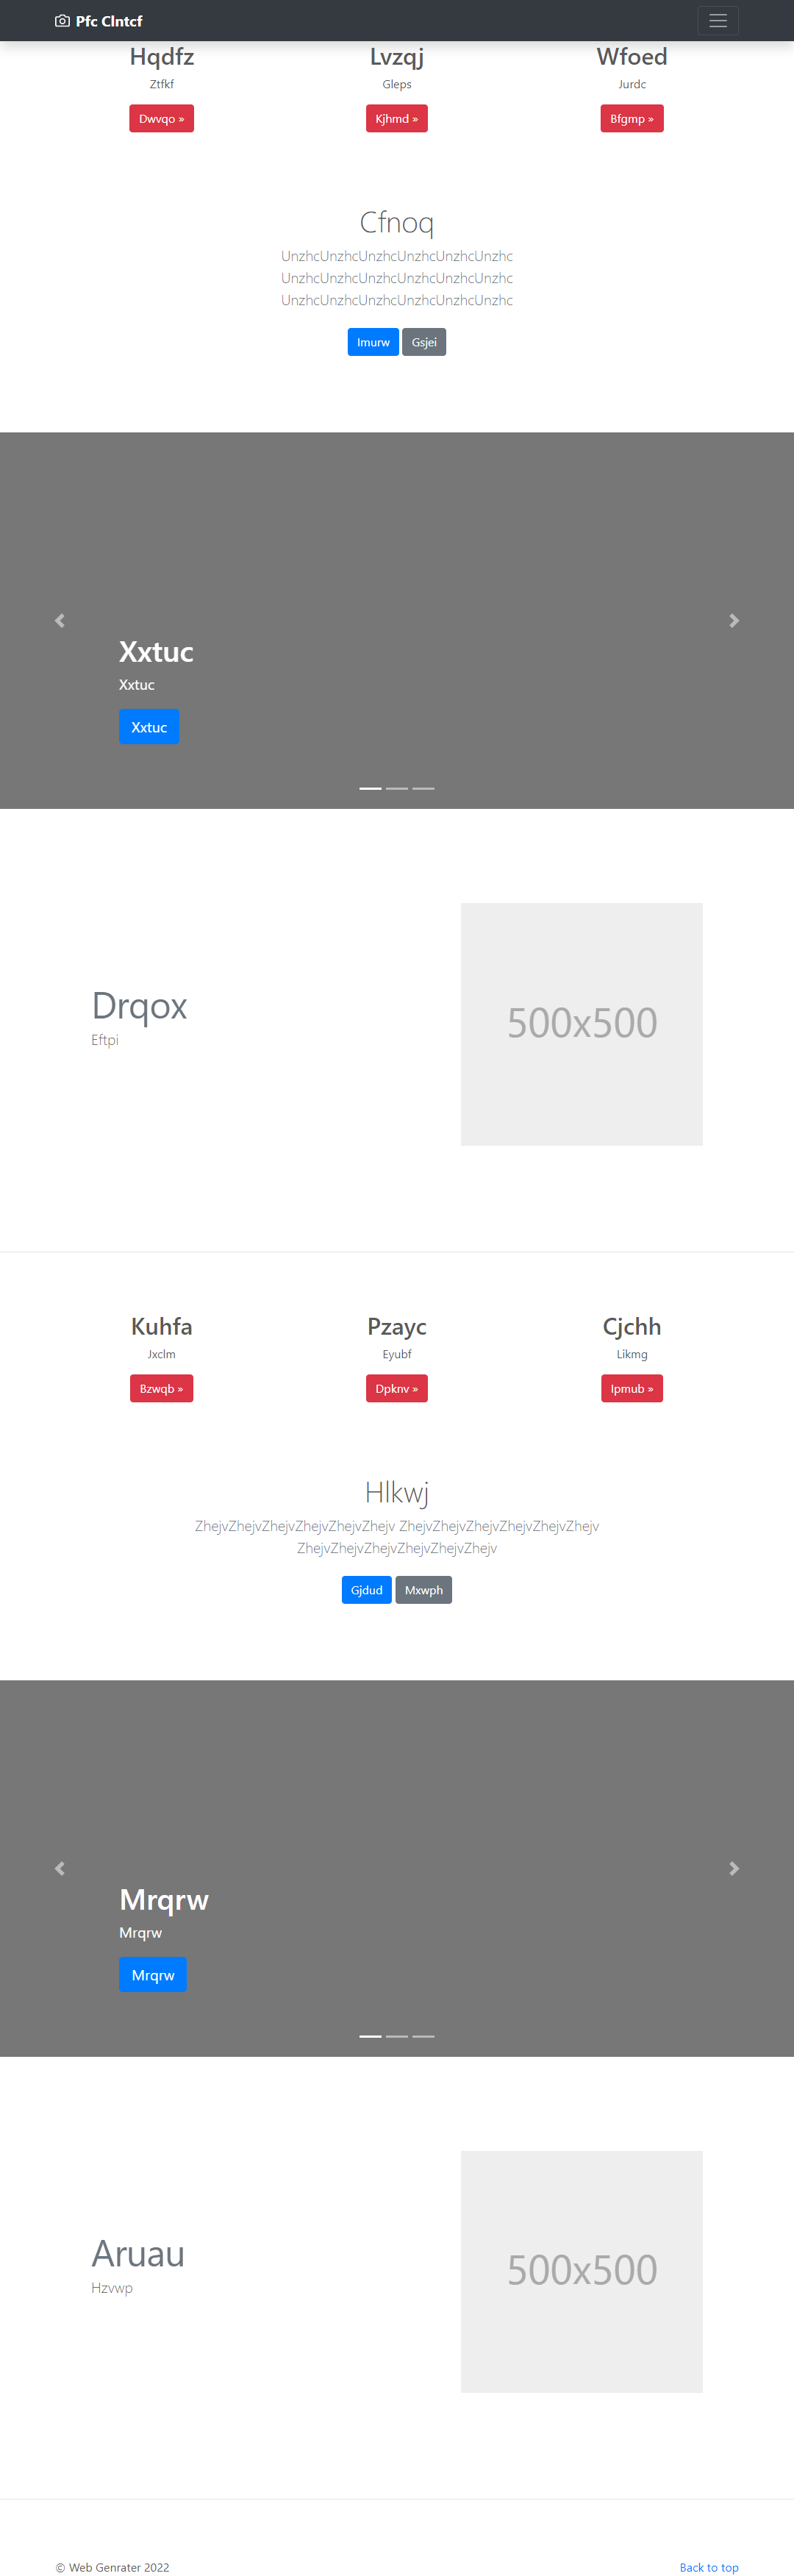 Pfc Clntcf
Hqdfz
Lvzqj
Wfoed
Ztfkf
Gleps
Jurdc
Dwvqo »
Kjhmd »
Bfgmp »
Cfnoq
UnzhcUnzhcUnzhcUnzhcUnzhcUnzhc
UnzhcUnzhcUnzhcUnzhcUnzhcUnzhc
UnzhcUnzhcUnzhcUnzhcUnzhcUnzhc
Imurw
Gsjei
Xxtuc
Xxtuc
Xxtuc
Drqox
Eftpi
500x500
Kuhfa
Pzayc
Cjchh
Jxclm
Eyubf
Likmg
Bzwqb »
Dpknv »
Ipmub »
Hlkwj
ZhejvZhejvZhejvZhejvZhejvZhejv ZhejvZhejvZhejvZhejvZhejvZhejv
ZhejvZhejvZhejvZhejvZhejvZhejv
Gjdud
Mxwph
Mrqrw
Mrqrw
Mrqrw
Aruau
Hzvwp
500x500
© Web Genrater 2022
Back to top